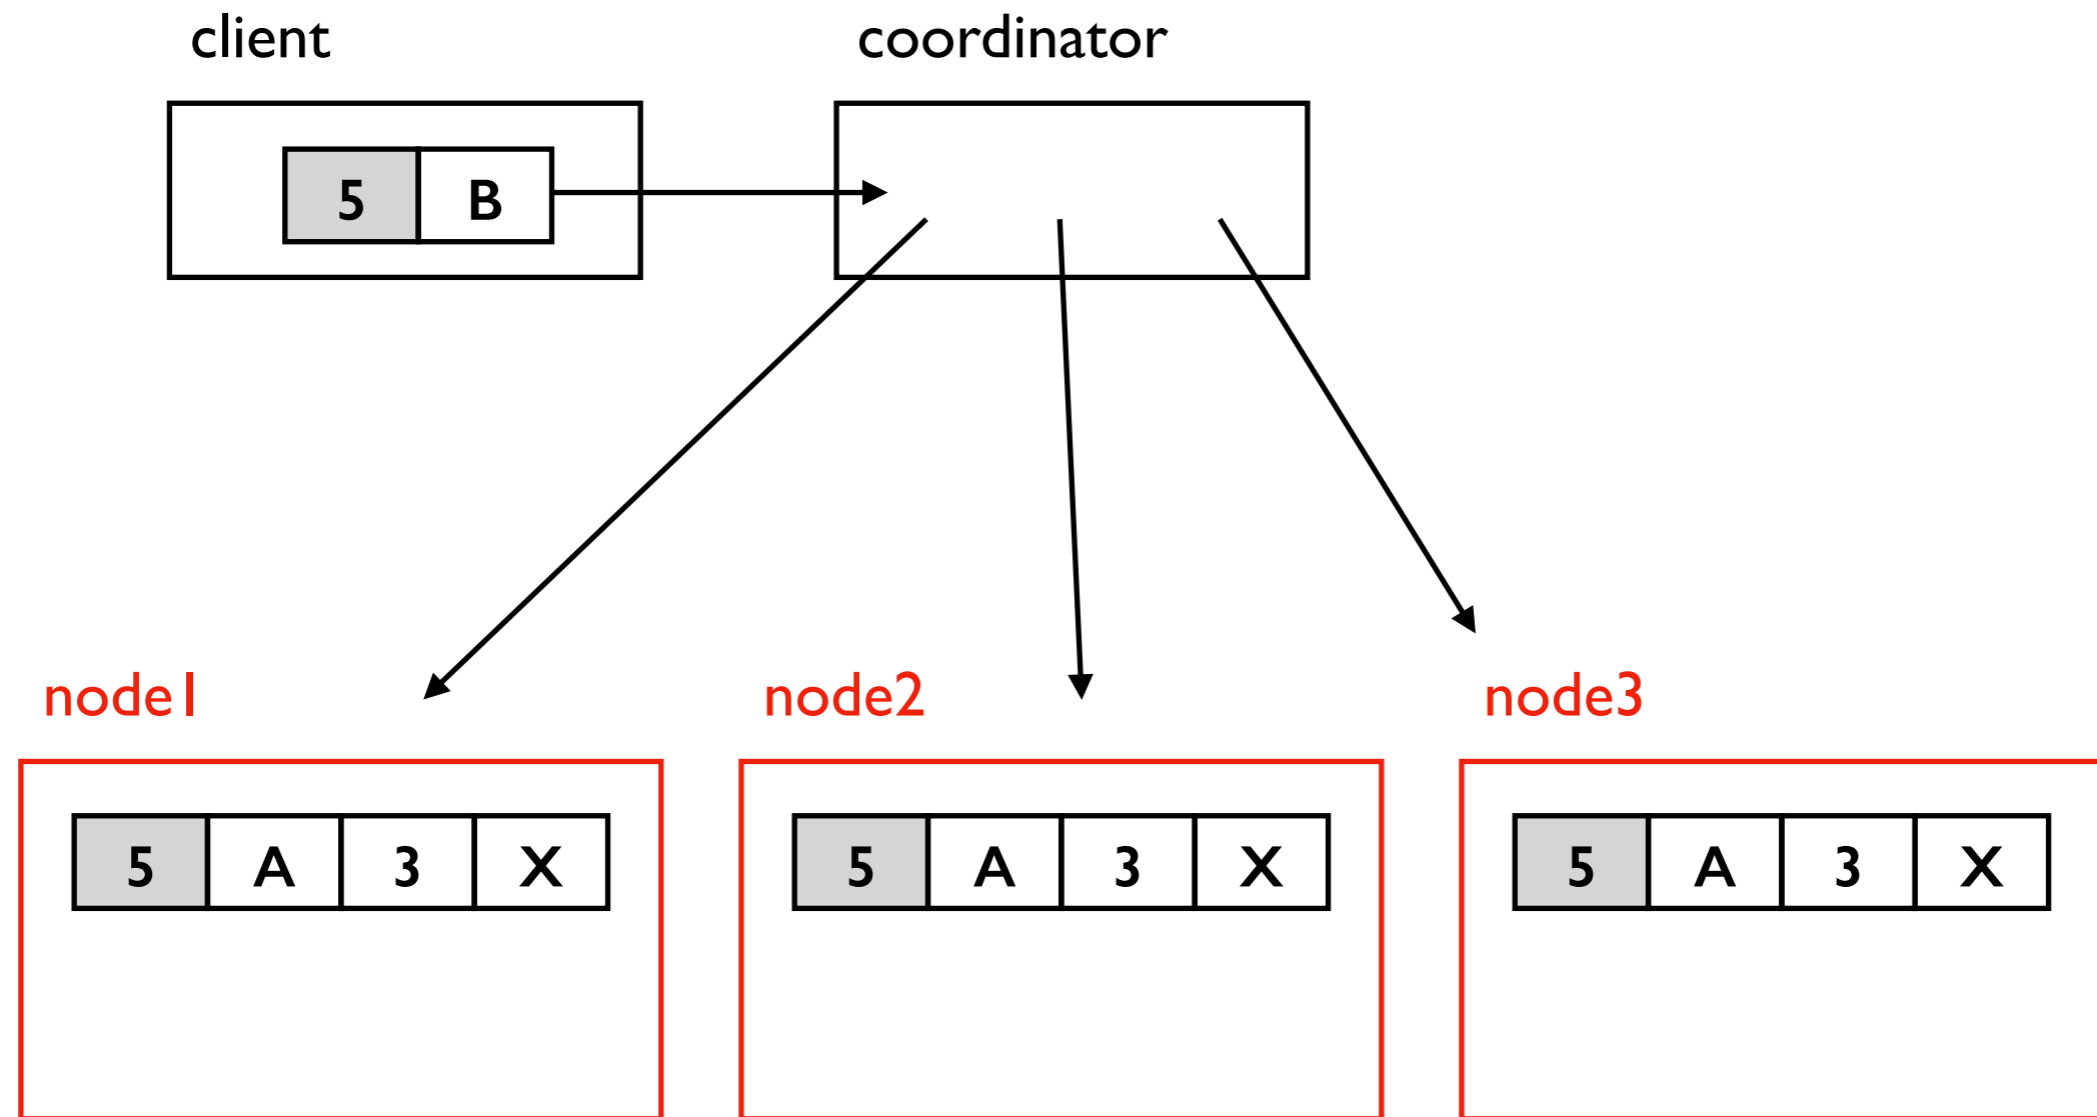 client coordinator
5 B
node1 node2 node3
5 A 3 X 5 A 3 X 5 A 3 X